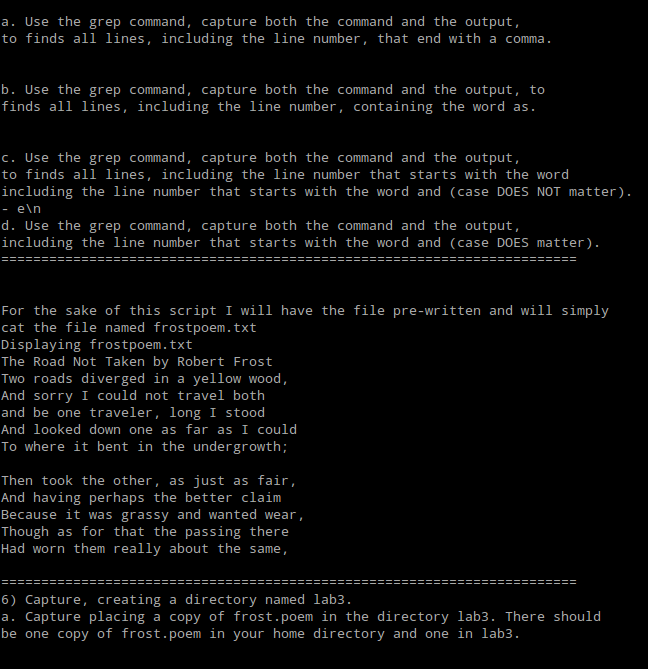 a. Use the grep command, capture both the command and the output,
to finds all lines, including the line number, that end with a comma.
b. Use the grep command, capture both the command and the output, to
finds all lines, including the line number, containing the word as.
c. Use the grep command, capture both the command and the output,
to finds all lines, including the line number that starts with the word
including the line number that starts with the word and (case DOES NOT matter).
- e\n
d. Use the grep command, capture both the command and the output,
including the line number that starts with the word and (case DOES matter).
========================================================================
For the sake of this script I will have the file pre-written and will simply
cat the file named frostpoem.txt
Displaying frostpoem.txt
The Road Not Taken by Robert Frost
Two roads diverged in a yellow wood,
And sorry I could not travel both
and be one traveler, long I stood
And looked down one as far as I could
To where it bent in the undergrowth;
Then took the other, as just as fair,
And having perhaps the better claim
Because it was grassy and wanted wear,
Though as for that the passing there
Had worn them really about the same,
========================================================================
6) Capture, creating a directory named lab3.
a. Capture placing a copy of frost.poem in the directory lab3. There should
be one copy of frost.poem in your home directory and one in lab3.